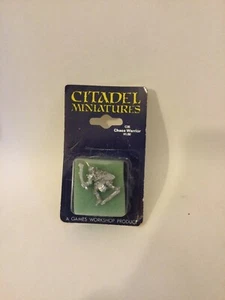 CITADEL
MINIATURES
Chaos Warrior
A GAMES WORKSHOP PRODUCT